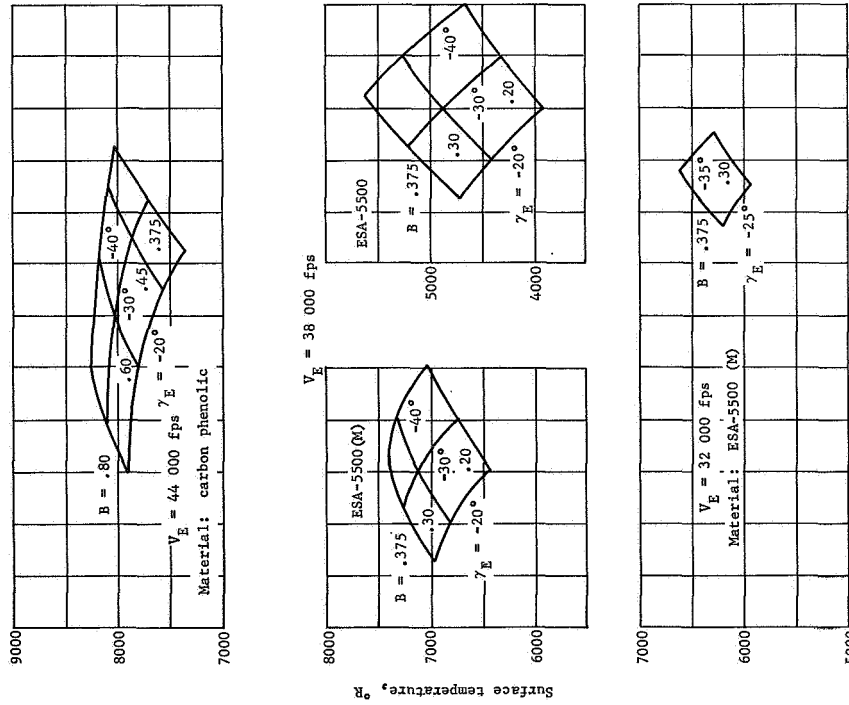 9000
8000
7000
B = .80
.60
.45
.375
-40°
-30°
γE = -20°
VE = 44 000 fps
Material: carbon phenolic
VE = 38 000 fps
8000
7000
6000
ESA-5500(M)
B = .375
.30
.20
-40°
-30°
γE = -20°
5000
4000
ESA-5500
B = .375
.30
.20
-40°
-30°
γE = -20°
Surface temperature, °R
7000
6000
5000
B = .375
.30
-35°
γE = -25°
VE = 32 000 fps
Material: ESA-5500 (M)